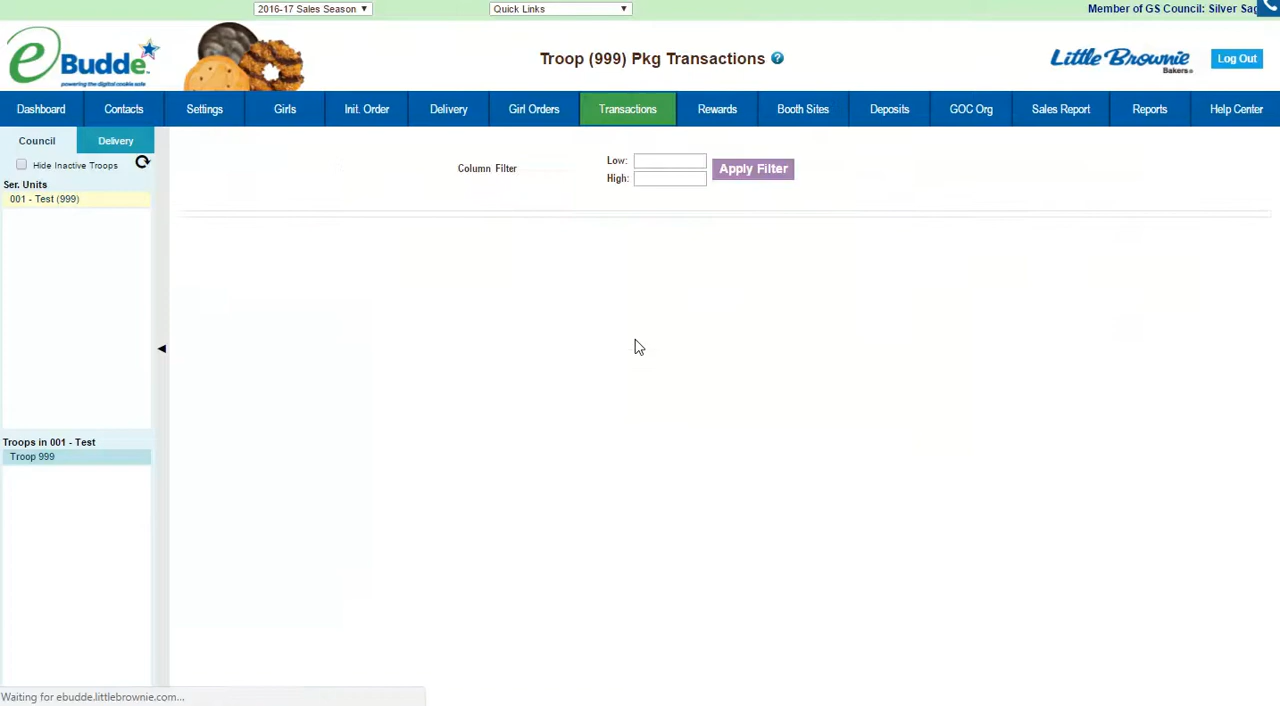 2016-17 Sales Season
Quick Links
Member of GS Council: Silver Sag
eBudde™
powering the digital cookie sale
Troop (999) Pkg Transactions ?
Little Brownie
Bakers®
Log Out
Dashboard Contacts Settings Girls Init. Order Delivery Girl Orders Transactions Rewards Booth Sites Deposits GOC Org Sales Report Reports Help Center
Council Delivery
Hide Inactive Troops
Ser. Units
001 - Test (999)
Column Filter
Low:
High:
Apply Filter
Troops in 001 - Test
Troop 999
Waiting for ebudde.littlebrownie.com...